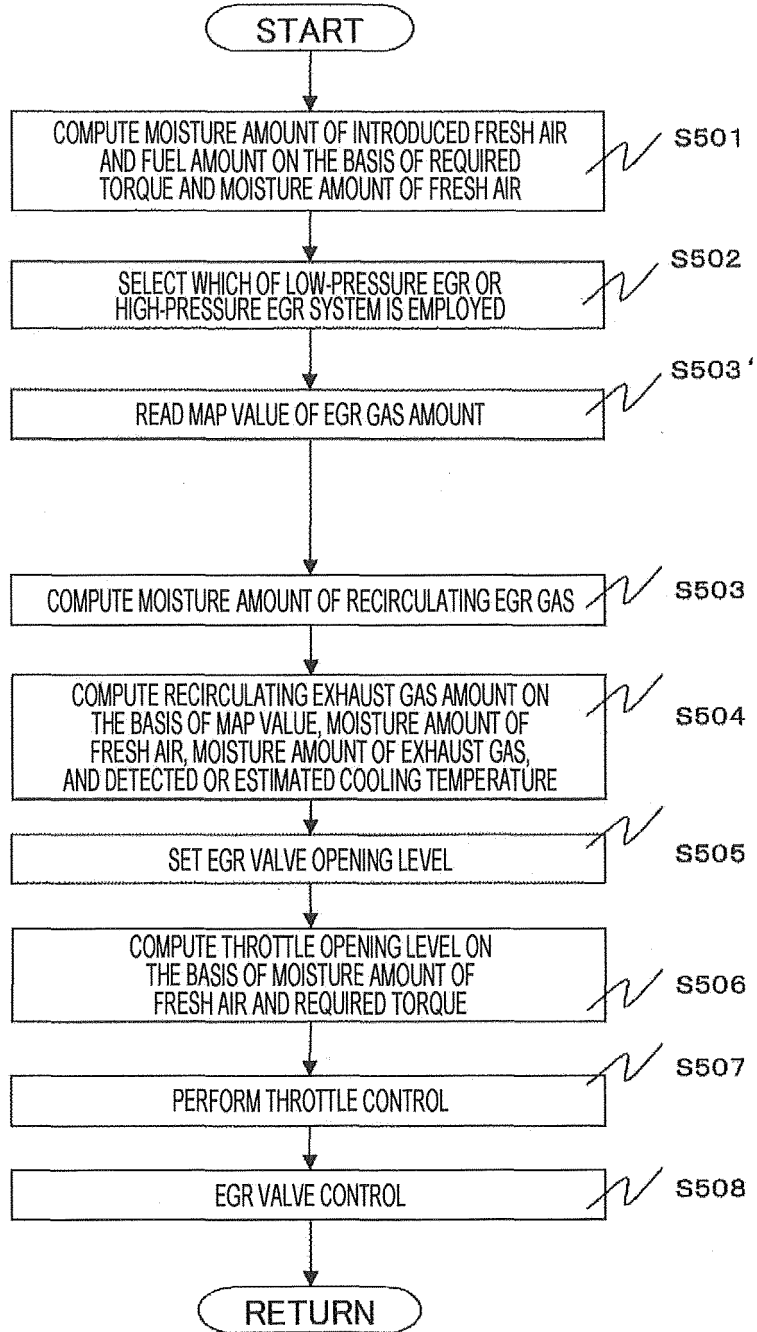 START
COMPUTE MOISTURE AMOUNT OF INTRODUCED FRESH AIR
AND FUEL AMOUNT ON THE BASIS OF REQUIRED
TORQUE AND MOISTURE AMOUNT OF FRESH AIR
S501
SELECT WHICH OF LOW-PRESSURE EGR OR
HIGH-PRESSURE EGR SYSTEM IS EMPLOYED
S502
READ MAP VALUE OF EGR GAS AMOUNT
S503'
COMPUTE MOISTURE AMOUNT OF RECIRCULATING EGR GAS
S503
COMPUTE RECIRCULATING EXHAUST GAS AMOUNT ON
THE BASIS OF MAP VALUE, MOISTURE AMOUNT OF
FRESH AIR, MOISTURE AMOUNT OF EXHAUST GAS,
AND DETECTED OR ESTIMATED COOLING TEMPERATURE
S504
SET EGR VALVE OPENING LEVEL
S505
COMPUTE THROTTLE OPENING LEVEL ON
THE BASIS OF MOISTURE AMOUNT OF
FRESH AIR AND REQUIRED TORQUE
S506
PERFORM THROTTLE CONTROL
S507
EGR VALVE CONTROL
S508
RETURN